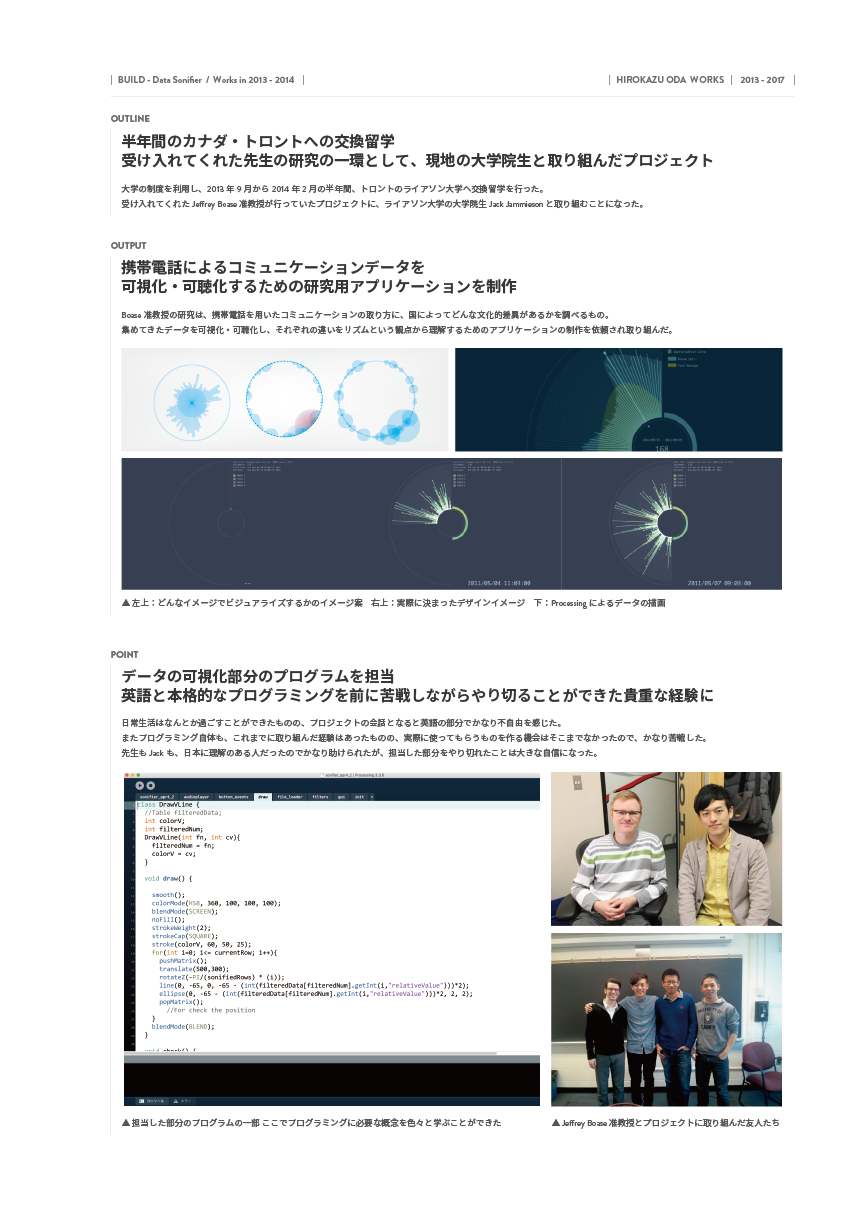 BUILD - Data Sonifier / Works in 2013 - 2014
HIROKAZU ODA WORKS | 2013 - 2017
OUTLINE
半年間のカナダ・トロントへの交換留学
受け入れてくれた先生の研究の一環として、現地の大学院生と取り組んだプロジェクト
大学の制度を利用し、2013 年 9 月から 2014 年 2 月の半年間、トロントのライアソン大学へ交換留学を行った。
受け入れてくれた Jeffrey Boase 准教授が行っていたプロジェクトに、ライアソン大学の大学院生 Jack Jammieson と取り組むことになった。
OUTPUT
携帯電話によるコミュニケーションデータを
可視化・可聴化するための研究用アプリケーションを制作
Boase 准教授の研究は、携帯電話を用いたコミュニケーションの取り方に、国によってどんな文化的差異があるかを調べるもの。
集めてきたデータを可視化・可聴化し、それぞれの違いをリズムという観点から理解するためのアプリケーションの制作を依頼され取り組んだ。
168
2011/05/04 11:03:00
2011/05/07 09:03:00
▲左上：どんなイメージでビジュアライズするかのイメージ案　右上：実際に決まったデザインイメージ　下：Processing によるデータの描画
POINT
データの可視化部分のプログラムを担当
英語と本格的なプログラミングを前に苦戦しながらやり切ることができた貴重な経験に
日常生活はなんとか過ごすことができたものの、プロジェクトの会話となると英語の部分でかなり不自由を感じた。
またプログラミング自体も、これまでに取り組んだ経験はあったものの、実際に使ってもらうものを作る機会はそこまでなかったので、かなり苦戦した。
先生も Jack も、日本に理解のある人だったのでかなり助けられたが、担当した部分をやり切れたことは大きな自信になった。
sonifier_apr4_2 | Processing 3.3.6
sonifier_apr4_2 audioplayer button_events draw file_loader filters gui init
class DrawVLine {
//Table filteredData;
int colorV;
int filteredNum;
DrawVLine(int fn, int cv){
filteredNum = fn;
colorV = cv;
}
void draw() {
smooth();
colorMode(HSB, 360, 100, 100, 100);
blendMode(SCREEN);
noFill();
strokeWeight(2);
strokeCap(SQUARE);
stroke(colorV, 60, 50, 25);
for(int i=0; i<= currentRow; i++){
pushMatrix();
translate(500,300);
rotateZ(-PI/(sonifiedRows) * (i));
line(0, -65, 0, -65 - (int(filteredData[filteredNum].getInt(i,"relativeValue")))*2);
ellipse(0, -65 - (int(filteredData[filteredNum].getInt(i,"relativeValue")))*2, 2, 2);
popMatrix();
//For check the position
}
blendMode(BLEND);
}
void check() {
コンソール エラー
▲担当した部分のプログラムの一部 ここでプログラミングに必要な概念を色々と学ぶことができた
▲Jeffrey Boase 准教授とプロジェクトに取り組んだ友人たち